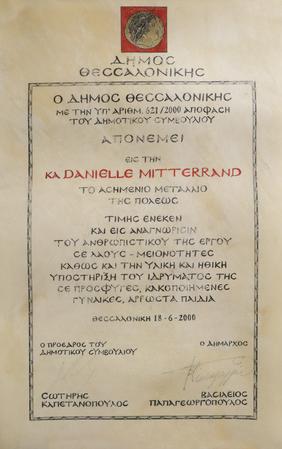 ΔΗΜΟΣ
ΘΕΣΣΑΛΟΝΙΚΗΣ
Ο ΔΗΜΟΣ ΘΕΣΣΑΛΟΝΙΚΗΣ
ΜΕ ΤΗΝ ΥΠ' ΑΡΙΘΜ. 621/2000 ΑΠΟΦΑΣΗ
ΤΟΥ ΔΗΜΟΤΙΚΟΥ ΣΥΜΒΟΥΛΙΟΥ
ΑΠΟΝΕΜΕΙ
ΕΙΣ ΤΗΝ
ΚΑ DANIELLE MITTERRAND
ΤΟ ΑΣΗΜΕΝΙΟ ΜΕΤΑΛΛΙΟ
ΤΗΣ ΠΟΛΕΩΣ
ΤΙΜΗΣ ΕΝΕΚΕΝ
ΚΑΙ ΕΙΣ ΑΝΑΓΝΩΡΙΣΙΝ
ΤΟΥ ΑΝΘΡΩΠΙΣΤΙΚΟΥ ΤΗΣ ΕΡΓΟΥ
ΣΕ ΛΑΟΥΣ - ΜΕΙΟΝΟΤΗΤΕΣ
ΚΑΘΩΣ ΚΑΙ ΤΗΝ ΥΛΙΚΗ ΚΑΙ ΗΘΙΚΗ
ΥΠΟΣΤΗΡΙΞΗ ΤΟΥ ΙΔΡΥΜΑΤΟΣ ΤΗΣ
ΣΕ ΠΡΟΣΦΥΓΕΣ, ΚΑΚΟΠΟΙΗΜΕΝΕΣ
ΓΥΝΑΙΚΕΣ, ΑΡΡΩΣΤΑ ΠΑΙΔΙΑ
ΘΕΣΣΑΛΟΝΙΚΗ 18-6-2000
Ο ΠΡΟΕΔΡΟΣ ΤΟΥ
ΔΗΜΟΤΙΚΟΥ ΣΥΜΒΟΥΛΙΟΥ
Ο ΔΗΜΑΡΧΟΣ
ΣΩΤΗΡΗΣ
ΚΑΠΕΤΑΝΟΠΟΥΛΟΣ
ΒΑΣΙΛΕΙΟΣ
ΠΑΠΑΓΕΩΡΓΟΠΟΥΛΟΣ